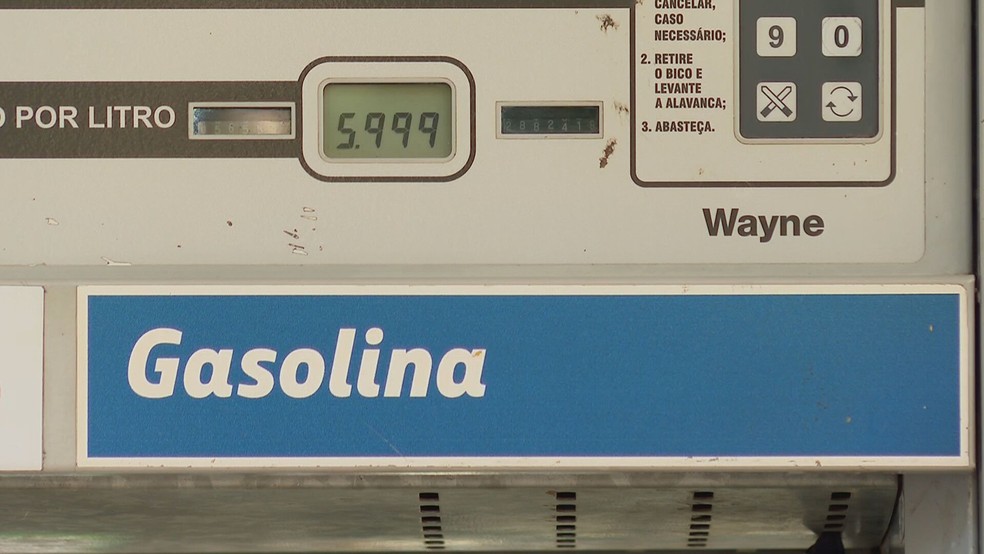 CANCELAR,
CASO
NECESSÁRIO;
2. RETIRE
O BICO E
LEVANTE
A ALAVANCA;
3. ABASTEÇA.
9 0
O POR LITRO
5.999
Wayne
Gasolina